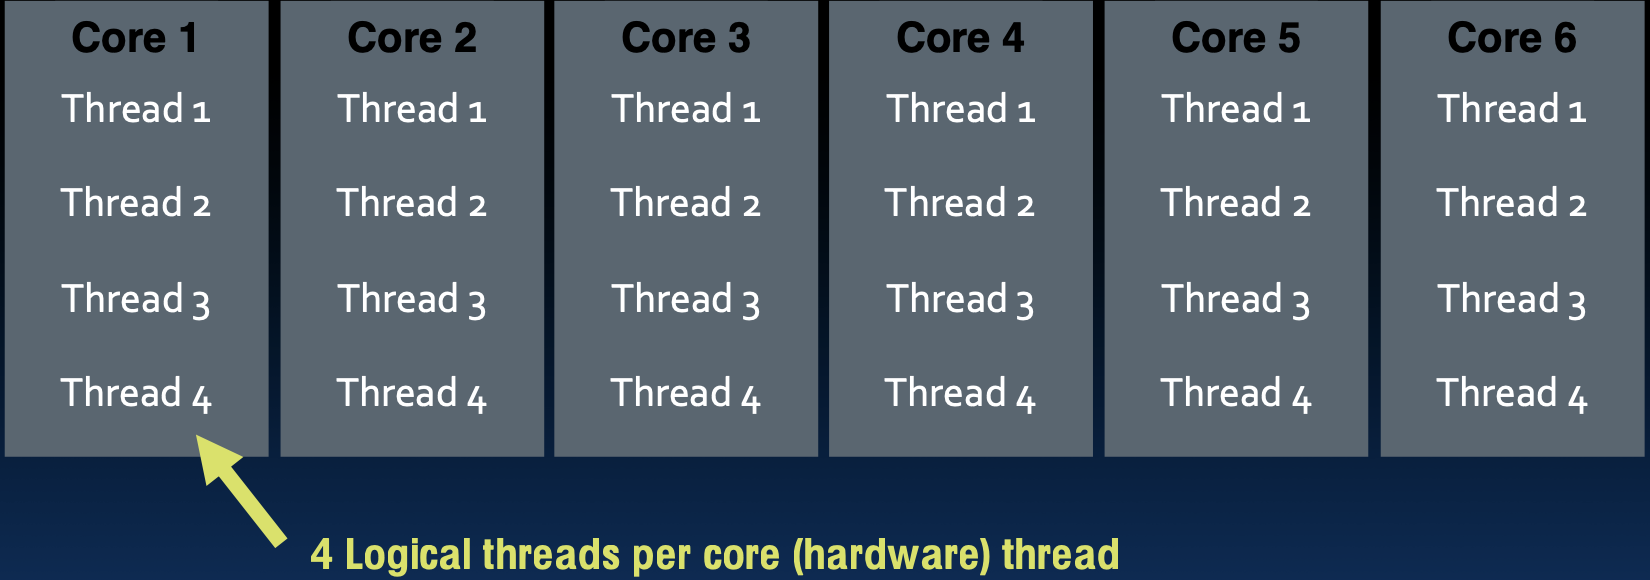 Core 1 Core 2 Core 3 Core 4 Core 5 Core 6
Thread 1 Thread 1 Thread 1 Thread 1 Thread 1 Thread 1
Thread 2 Thread 2 Thread 2 Thread 2 Thread 2 Thread 2
Thread 3 Thread 3 Thread 3 Thread 3 Thread 3 Thread 3
Thread 4 Thread 4 Thread 4 Thread 4 Thread 4 Thread 4
4 Logical threads per core (hardware) thread